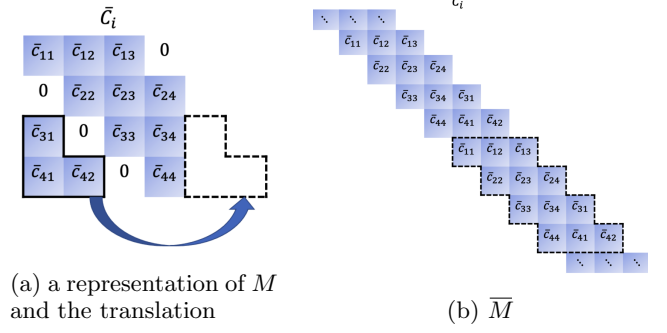 C̄ᵢ
c̄₁₁ c̄₁₂ c̄₁₃ 0
0 c̄₂₂ c̄₂₃ c̄₂₄
c̄₃₁ 0 c̄₃₃ c̄₃₄
c̄₄₁ c̄₄₂ 0 c̄₄₄
(a) a representation of M
and the translation
⋱ ⋱ ⋱
c̄₁₁ c̄₁₂ c̄₁₃
c̄₂₂ c̄₂₃ c̄₂₄
c̄₃₃ c̄₃₄ c̄₃₁
c̄₄₄ c̄₄₁ c̄₄₂
c̄₁₁ c̄₁₂ c̄₁₃
c̄₂₂ c̄₂₃ c̄₂₄
c̄₃₃ c̄₃₄ c̄₃₁
c̄₄₄ c̄₄₁ c̄₄₂
⋱ ⋱ ⋱
(b) M̅